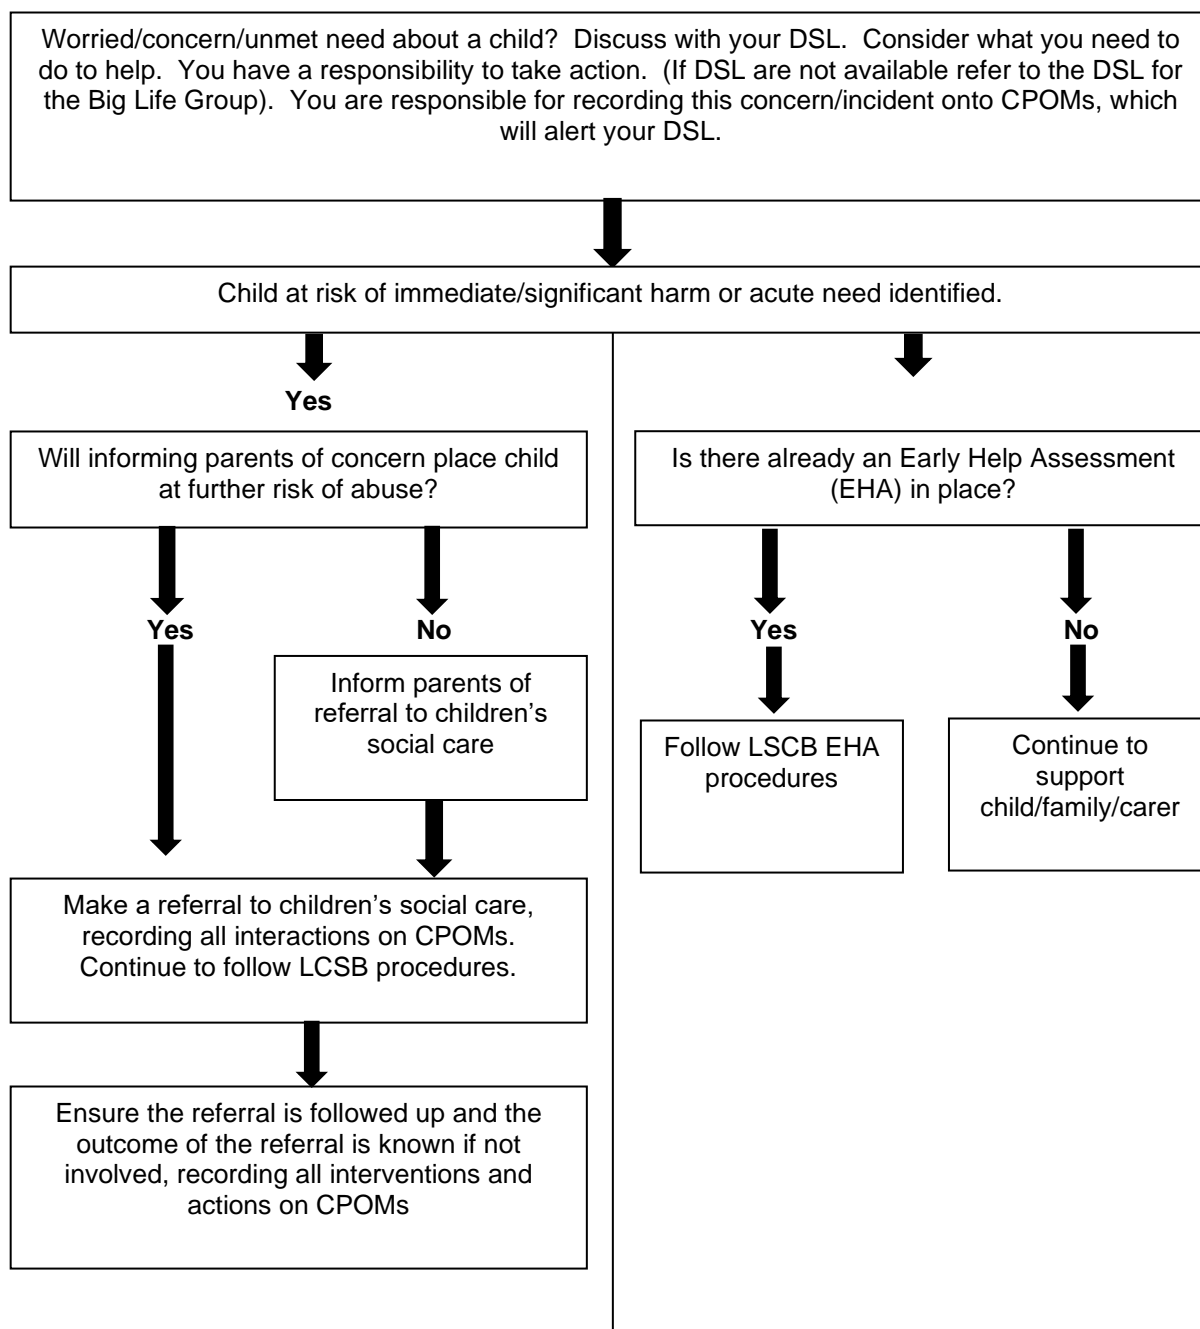 Worried/concern/unmet need about a child?  Discuss with your DSL.  Consider what you need to
do to help.  You have a responsibility to take action.  (If DSL are not available refer to the DSL for
the Big Life Group).  You are responsible for recording this concern/incident onto CPOMs, which
will alert your DSL.
Child at risk of immediate/significant harm or acute need identified.
Yes
Will informing parents of concern place child
at further risk of abuse?
Yes
No
Inform parents of
referral to children’s
social care
Make a referral to children’s social care,
recording all interactions on CPOMs.
Continue to follow LCSB procedures.
Ensure the referral is followed up and the
outcome of the referral is known if not
involved, recording all interventions and
actions on CPOMs
Is there already an Early Help Assessment
(EHA) in place?
Yes
No
Follow LSCB EHA
procedures
Continue to
support
child/family/carer